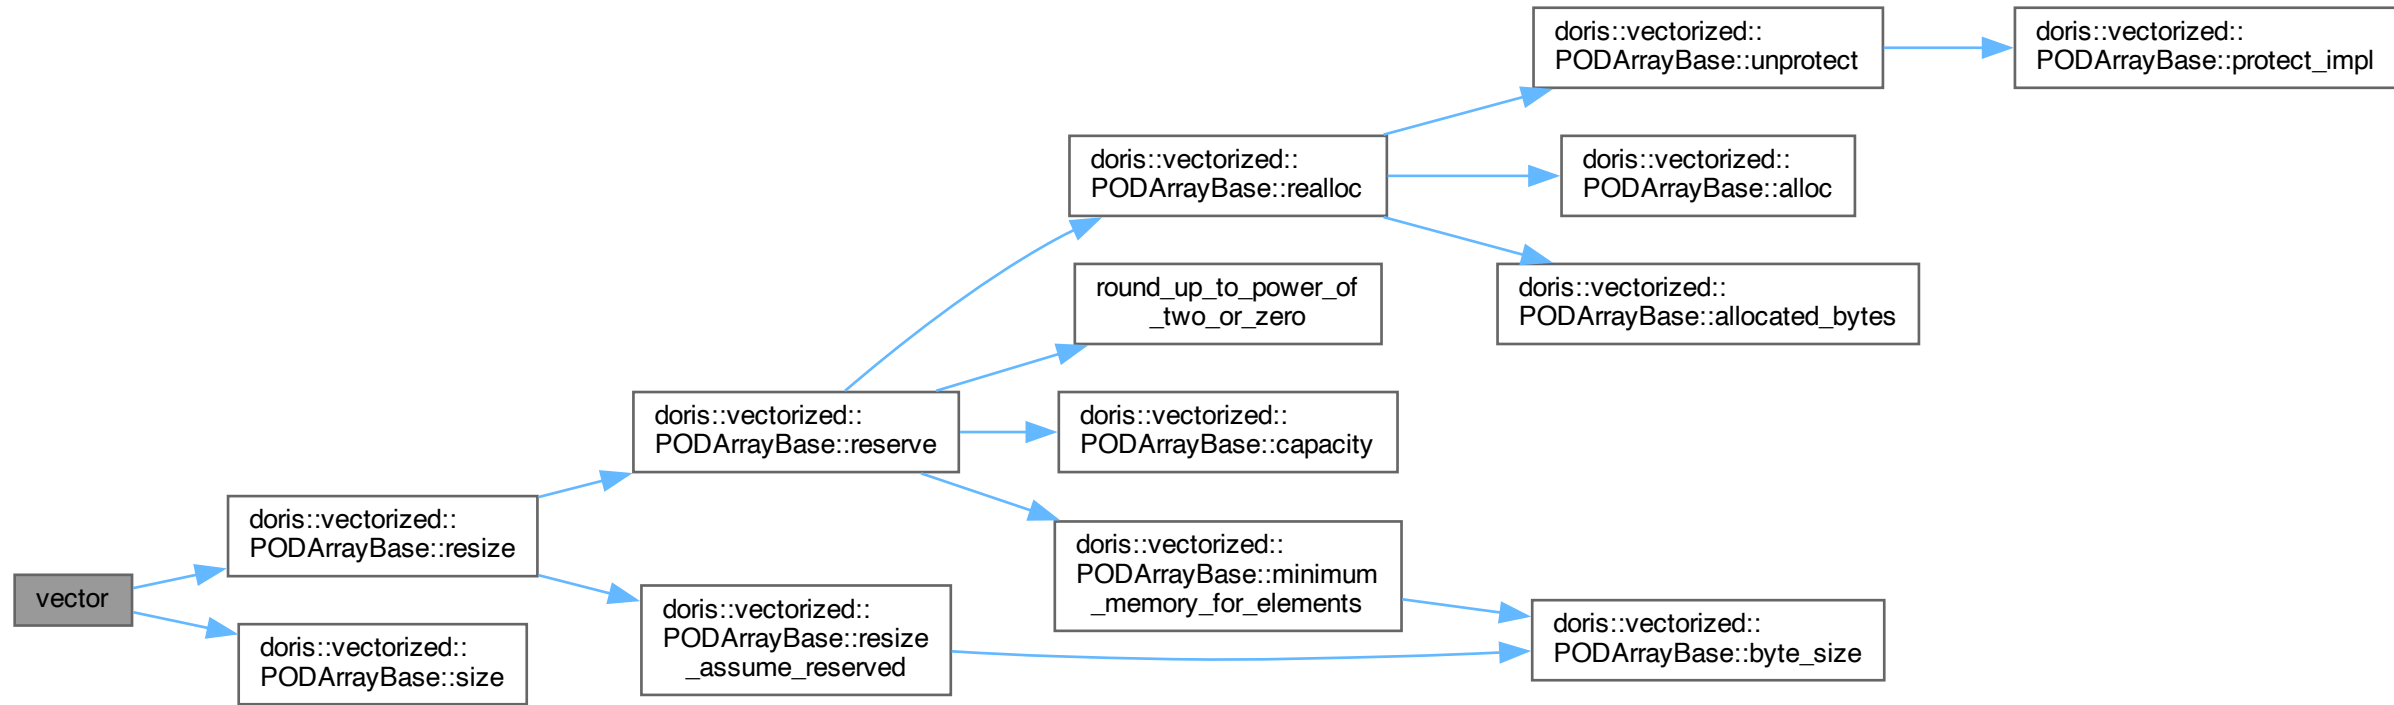 doris::vectorized::
PODArrayBase::unprotect
doris::vectorized::
PODArrayBase::protect_impl
doris::vectorized::
PODArrayBase::realloc
doris::vectorized::
PODArrayBase::alloc
round_up_to_power_of
_two_or_zero
doris::vectorized::
PODArrayBase::allocated_bytes
doris::vectorized::
PODArrayBase::reserve
doris::vectorized::
PODArrayBase::capacity
doris::vectorized::
PODArrayBase::resize
doris::vectorized::
PODArrayBase::minimum
_memory_for_elements
vector
doris::vectorized::
PODArrayBase::resize
_assume_reserved
doris::vectorized::
PODArrayBase::byte_size
doris::vectorized::
PODArrayBase::size